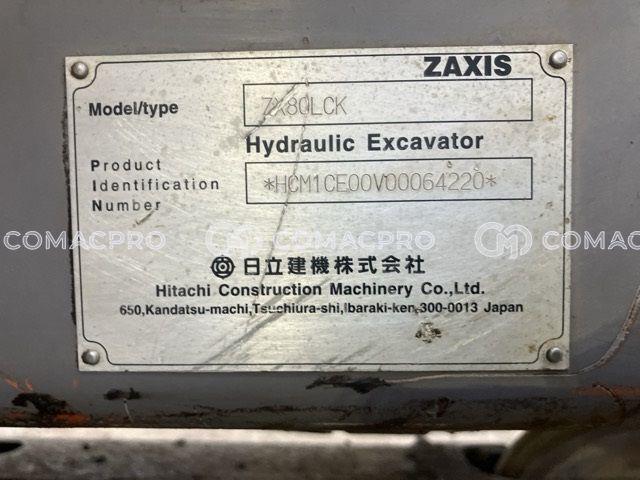 ZAXIS
Model/type ZX80LCK
Hydraulic Excavator
Product
Identification *HCM1CE00V00064220*
Number
COMACPRO COMACPRO COMACPRO
日立建機株式会社
Hitachi Construction Machinery Co.,Ltd.
650,Kandatsu-machi,Tsuchiura-shi,Ibaraki-ken,300-0013 Japan